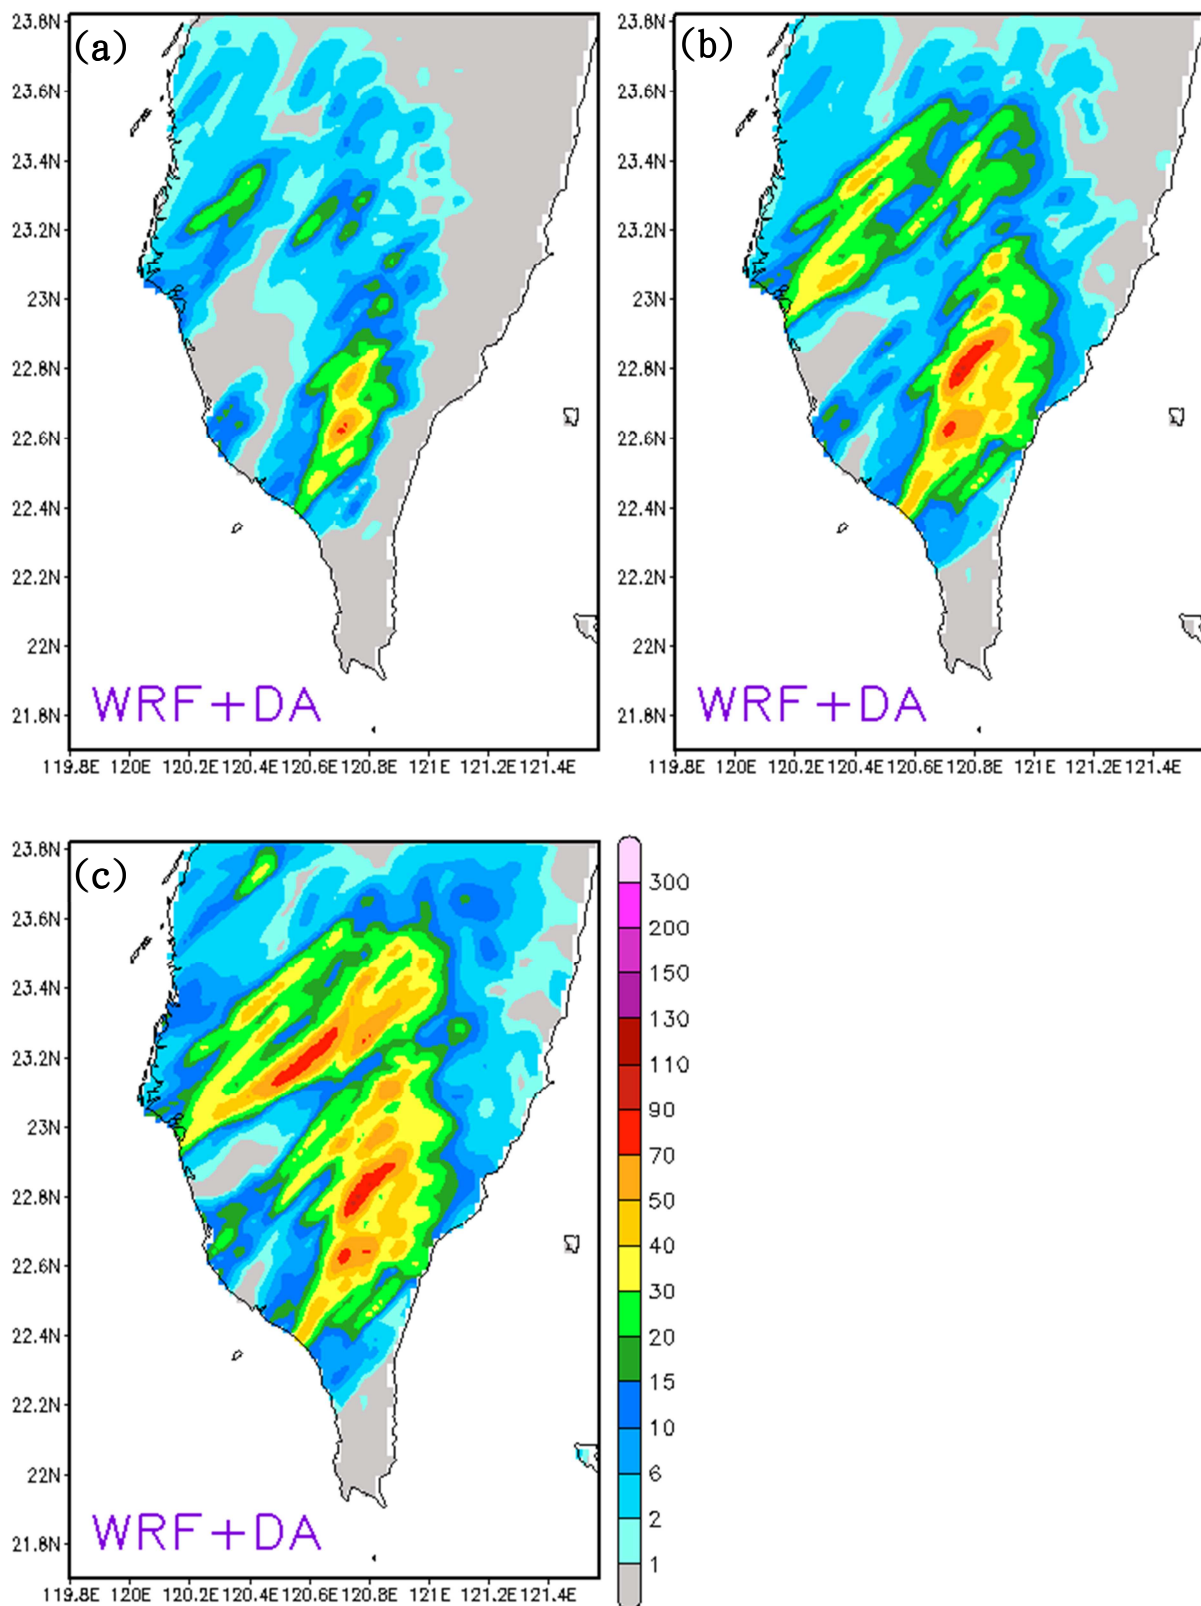 (a)
23.8N
23.6N
23.4N
23.2N
23N
22.8N
22.6N
22.4N
22.2N
22N
21.8N
WRF+DA
119.8E 120E 120.2E 120.4E 120.6E 120.8E 121E 121.2E 121.4E
(b)
23.8N
23.6N
23.4N
23.2N
23N
22.8N
22.6N
22.4N
22.2N
22N
21.8N
WRF+DA
119.8E 120E 120.2E 120.4E 120.6E 120.8E 121E 121.2E 121.4E
(c)
23.8N
23.6N
23.4N
23.2N
23N
22.8N
22.6N
22.4N
22.2N
22N
21.8N
WRF+DA
119.8E 120E 120.2E 120.4E 120.6E 120.8E 121E 121.2E 121.4E
300
200
150
130
110
90
70
50
40
30
20
15
10
6
2
1